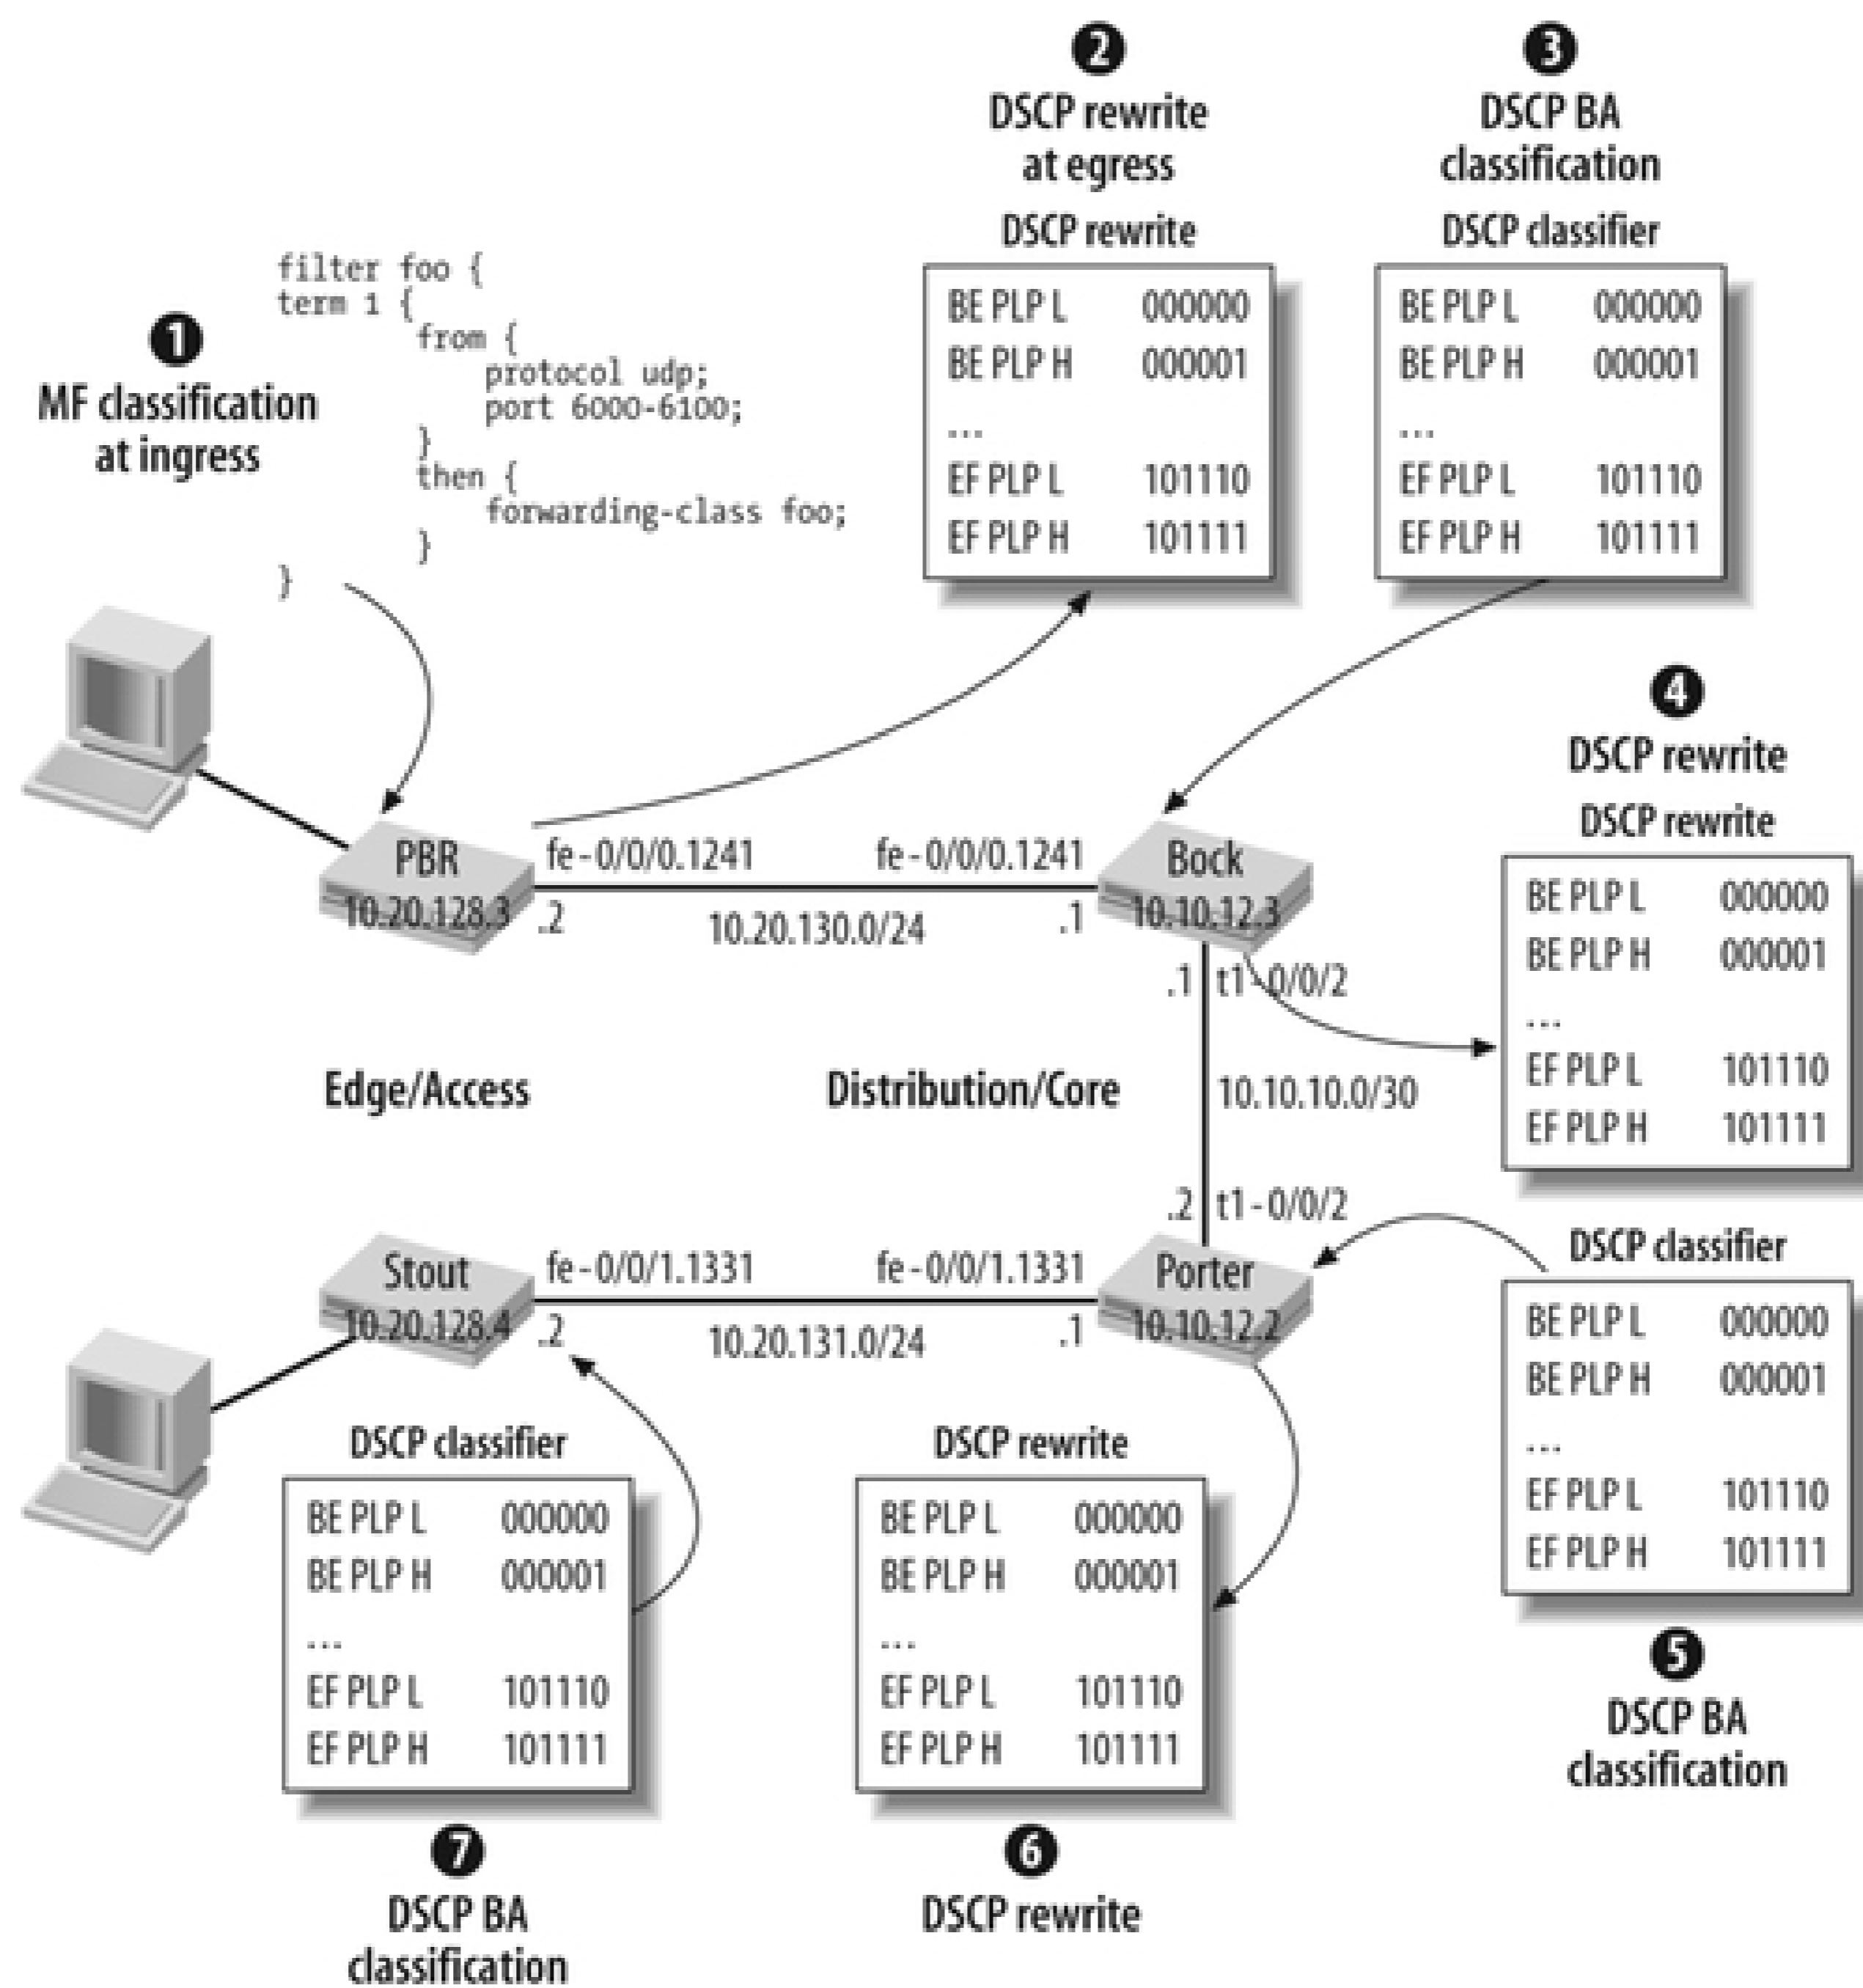 ❷
DSCP rewrite
at egress
DSCP rewrite
BE PLP L 000000
BE PLP H 000001
...
EF PLP L 101110
EF PLP H 101111
❸
DSCP BA
classification
DSCP classifier
BE PLP L 000000
BE PLP H 000001
...
EF PLP L 101110
EF PLP H 101111
❶
MF classification
at ingress
filter foo {
term 1 {
from {
protocol udp;
port 6000-6100;
}
then {
forwarding-class foo;
}
}
❹
DSCP rewrite
DSCP rewrite
BE PLP L 000000
BE PLP H 000001
...
EF PLP L 101110
EF PLP H 101111
PBR
10.20.128.3
fe-0/0/0.1241
.2
10.20.130.0/24
fe-0/0/0.1241
.1
Bock
10.10.12.3
.1 t1-0/0/2
Edge/Access
Distribution/Core
10.10.10.0/30
.2 t1-0/0/2
Stout
10.20.128.4
fe-0/0/1.1331
.2
10.20.131.0/24
fe-0/0/1.1331
.1
Porter
10.10.12.2
DSCP classifier
BE PLP L 000000
BE PLP H 000001
...
EF PLP L 101110
EF PLP H 101111
❺
DSCP BA
classification
DSCP classifier
BE PLP L 000000
BE PLP H 000001
...
EF PLP L 101110
EF PLP H 101111
❼
DSCP BA
classification
DSCP rewrite
BE PLP L 000000
BE PLP H 000001
...
EF PLP L 101110
EF PLP H 101111
❻
DSCP rewrite